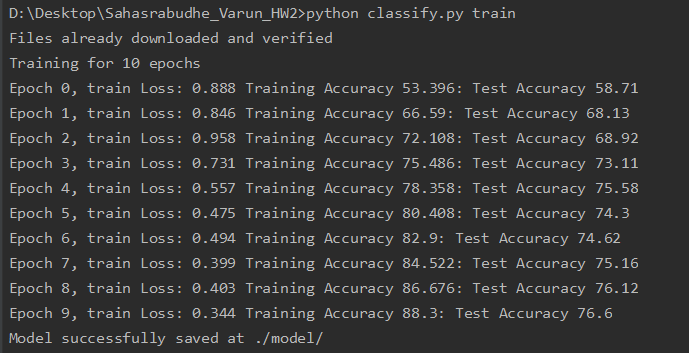 D:\Desktop\Sahasrabudhe_Varun_HW2>python classify.py train
Files already downloaded and verified
Training for 10 epochs
Epoch 0, train Loss: 0.888 Training Accuracy 53.396: Test Accuracy 58.71
Epoch 1, train Loss: 0.846 Training Accuracy 66.59: Test Accuracy 68.13
Epoch 2, train Loss: 0.958 Training Accuracy 72.108: Test Accuracy 68.92
Epoch 3, train Loss: 0.731 Training Accuracy 75.486: Test Accuracy 73.11
Epoch 4, train Loss: 0.557 Training Accuracy 78.358: Test Accuracy 75.58
Epoch 5, train Loss: 0.475 Training Accuracy 80.408: Test Accuracy 74.3
Epoch 6, train Loss: 0.494 Training Accuracy 82.9: Test Accuracy 74.62
Epoch 7, train Loss: 0.399 Training Accuracy 84.522: Test Accuracy 75.16
Epoch 8, train Loss: 0.403 Training Accuracy 86.676: Test Accuracy 76.12
Epoch 9, train Loss: 0.344 Training Accuracy 88.3: Test Accuracy 76.6
Model successfully saved at ./model/